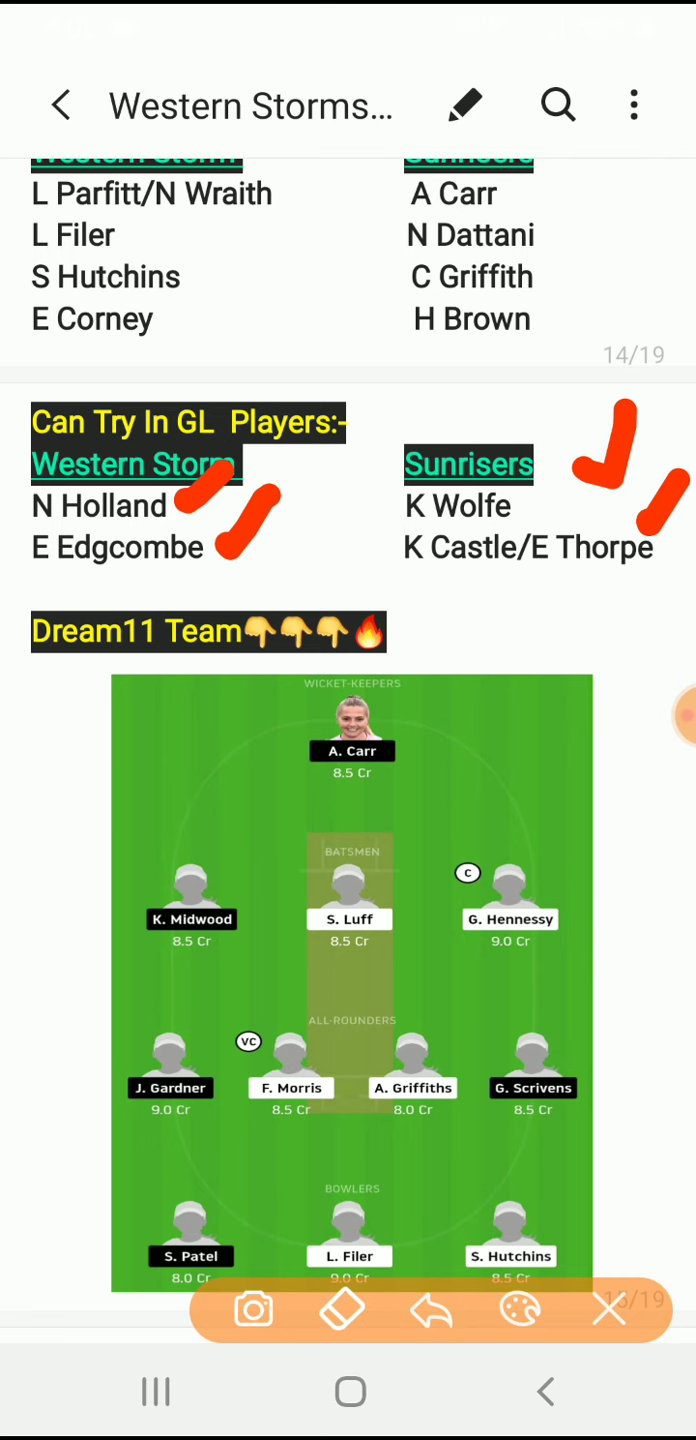 Western Storms...
Western Storm Sunrisers
L Parfitt/N Wraith A Carr
L Filer N Dattani
S Hutchins C Griffith
E Corney H Brown
14/19
Can Try In GL Players:-
Western Storm Sunrisers
N Holland K Wolfe
E Edgcombe K Castle/E Thorpe
Dream11 Team👇👇👇🔥
WICKET-KEEPERS
A. Carr
8.5 Cr
BATSMEN
C
K. Midwood S. Luff G. Hennessy
8.5 Cr 8.5 Cr 9.0 Cr
ALL-ROUNDERS
VC
J. Gardner F. Morris A. Griffiths G. Scrivens
9.0 Cr 8.5 Cr 8.0 Cr 8.5 Cr
BOWLERS
S. Patel L. Filer S. Hutchins
8.0 Cr 9.0 Cr 8.5 Cr